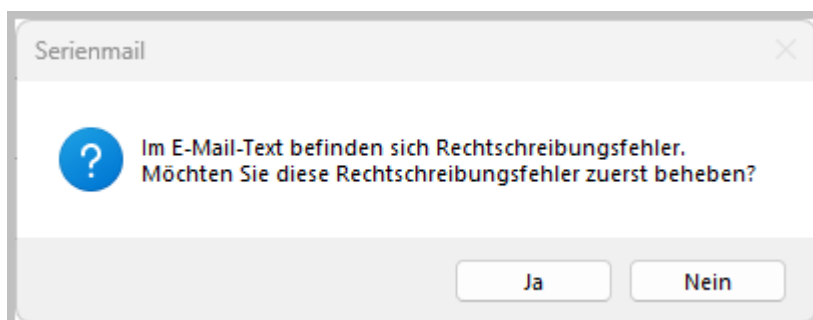 Serienmail
?
Im E-Mail-Text befinden sich Rechtschreibungsfehler.
Möchten Sie diese Rechtschreibungsfehler zuerst beheben?
Ja
Nein